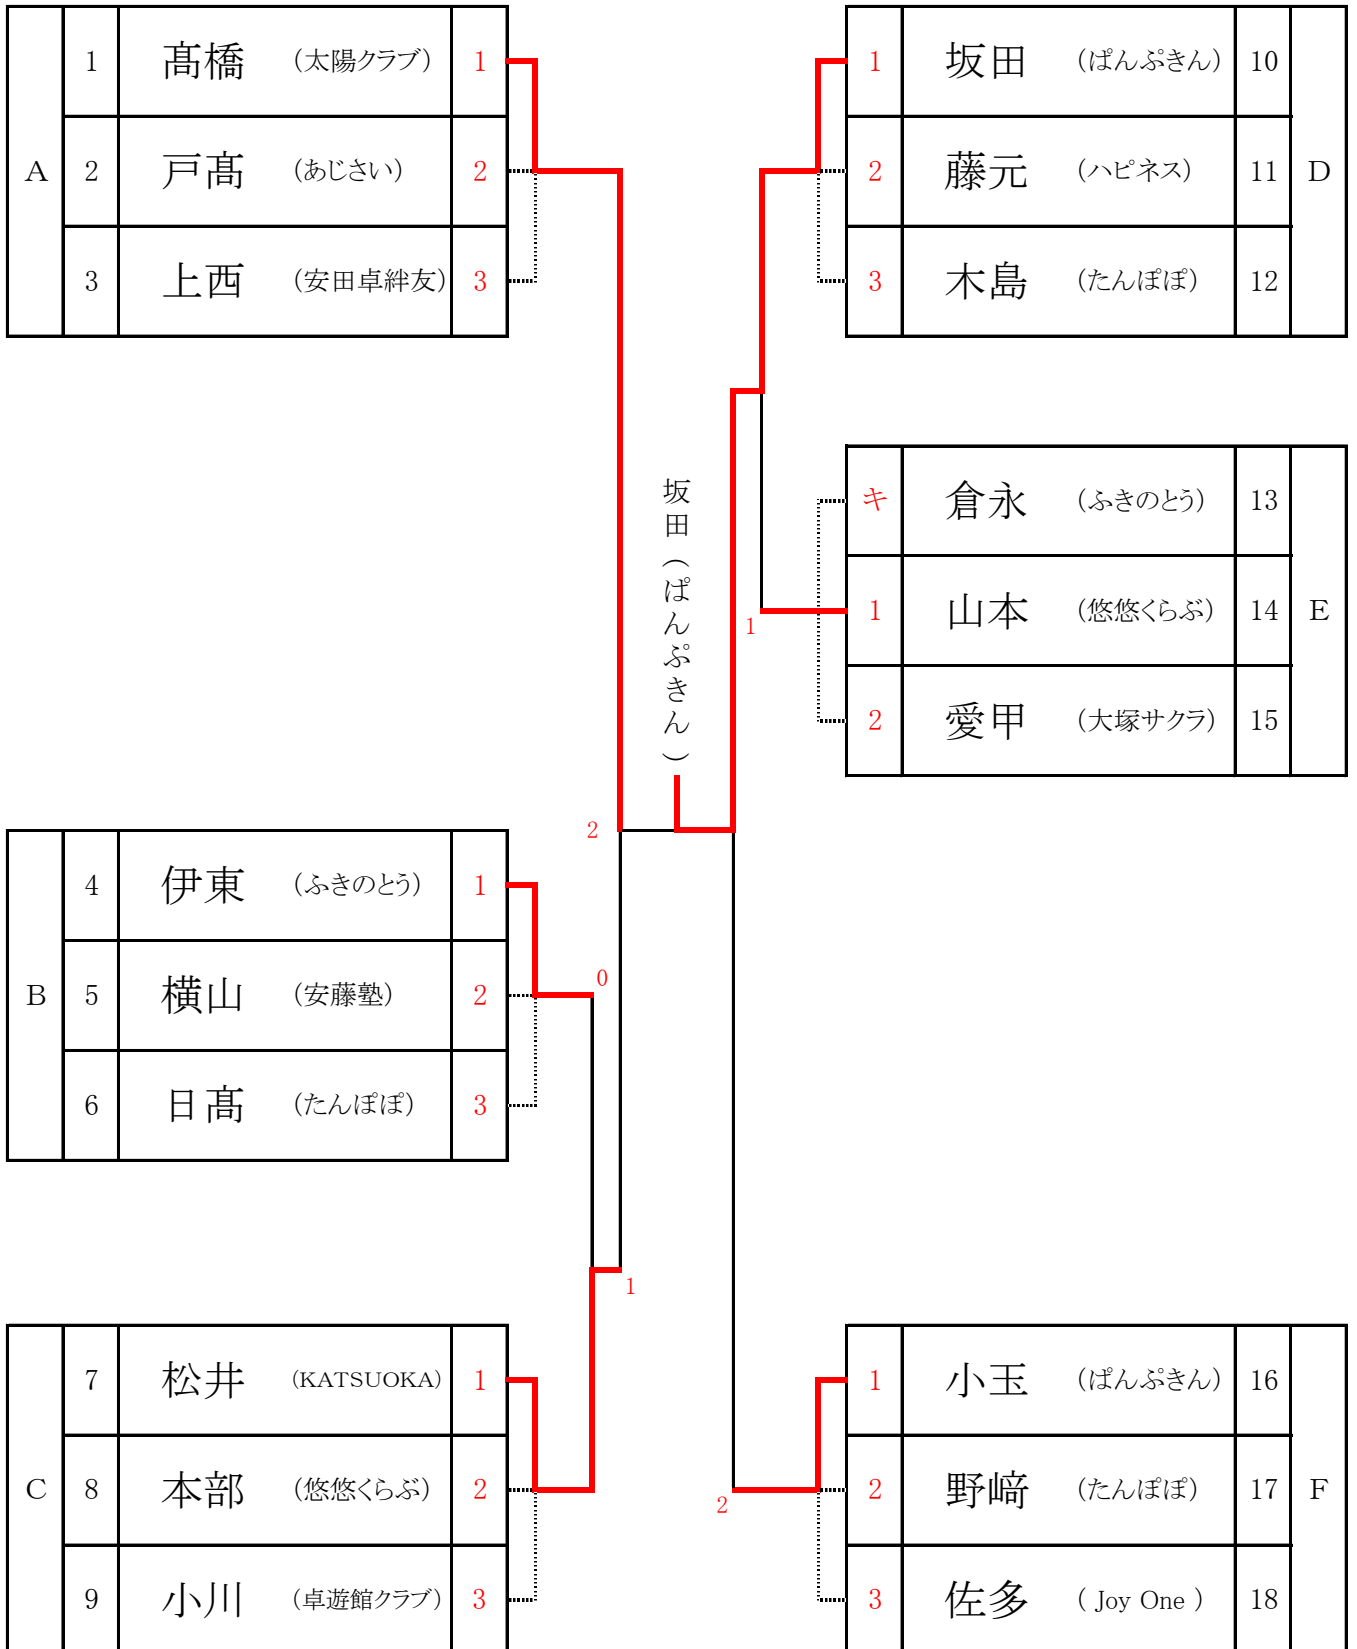 A
1 髙橋 (太陽クラブ) 1
2 戸髙 (あじさい) 2
3 上西 (安田卓絆友) 3
B
4 伊東 (ふきのとう) 1
5 横山 (安藤塾) 2
6 日髙 (たんぽぽ) 3
C
7 松井 (KATSUOKA) 1
8 本部 (悠悠くらぶ) 2
9 小川 (卓遊館クラブ) 3
2
0
1
坂田(ぱんぷきん)
1
2
1 坂田 (ぱんぷきん) 10
2 藤元 (ハピネス) 11
3 木島 (たんぽぽ) 12
D
キ 倉永 (ふきのとう) 13
1 山本 (悠悠くらぶ) 14
2 愛甲 (大塚サクラ) 15
E
1 小玉 (ぱんぷきん) 16
2 野﨑 (たんぽぽ) 17
3 佐多 ( Joy One ) 18
F